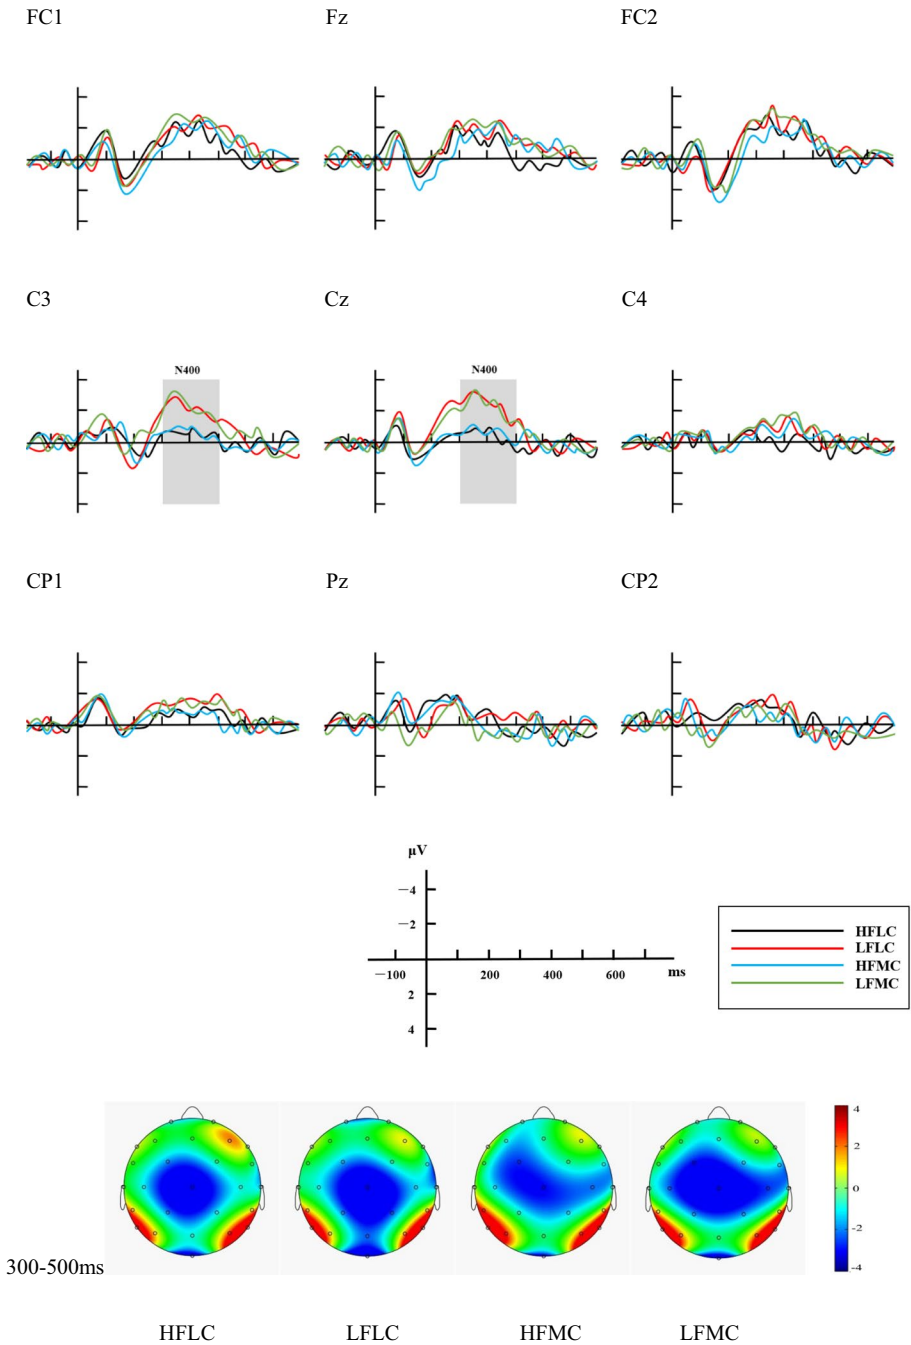 FC1 Fz FC2
C3 Cz C4
N400 N400
CP1 Pz CP2
μV
−4
−2
−100 200 400 600 ms
2
4
HFLC
LFLC
HFMC
LFMC
4
2
0
−2
-4
300-500ms
HFLC LFLC HFMC LFMC